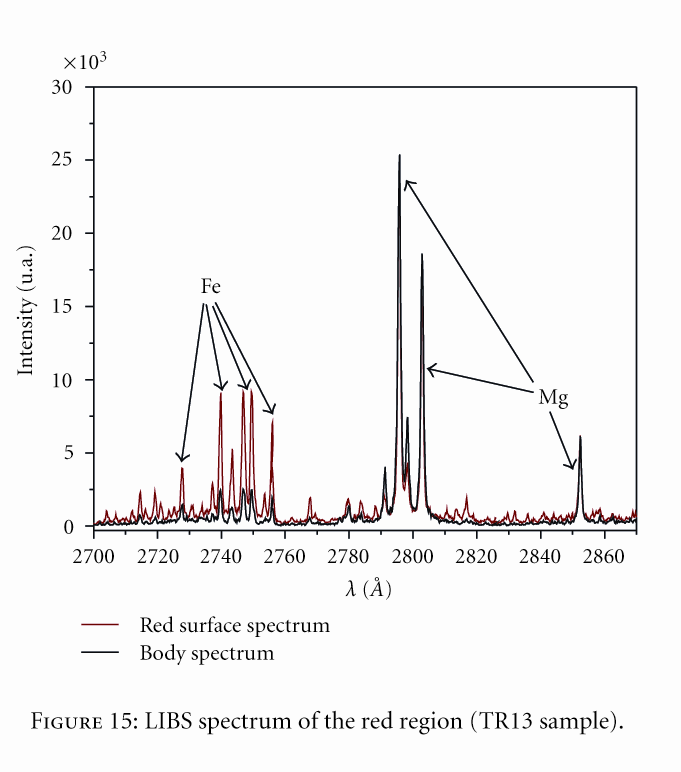 ×10³
30
25
20
15
10
5
0
Intensity (u.a.)
Fe
Mg
2700 2720 2740 2760 2780 2800 2820 2840 2860
λ (Å)
Red surface spectrum
Body spectrum
Figure 15: LIBS spectrum of the red region (TR13 sample).